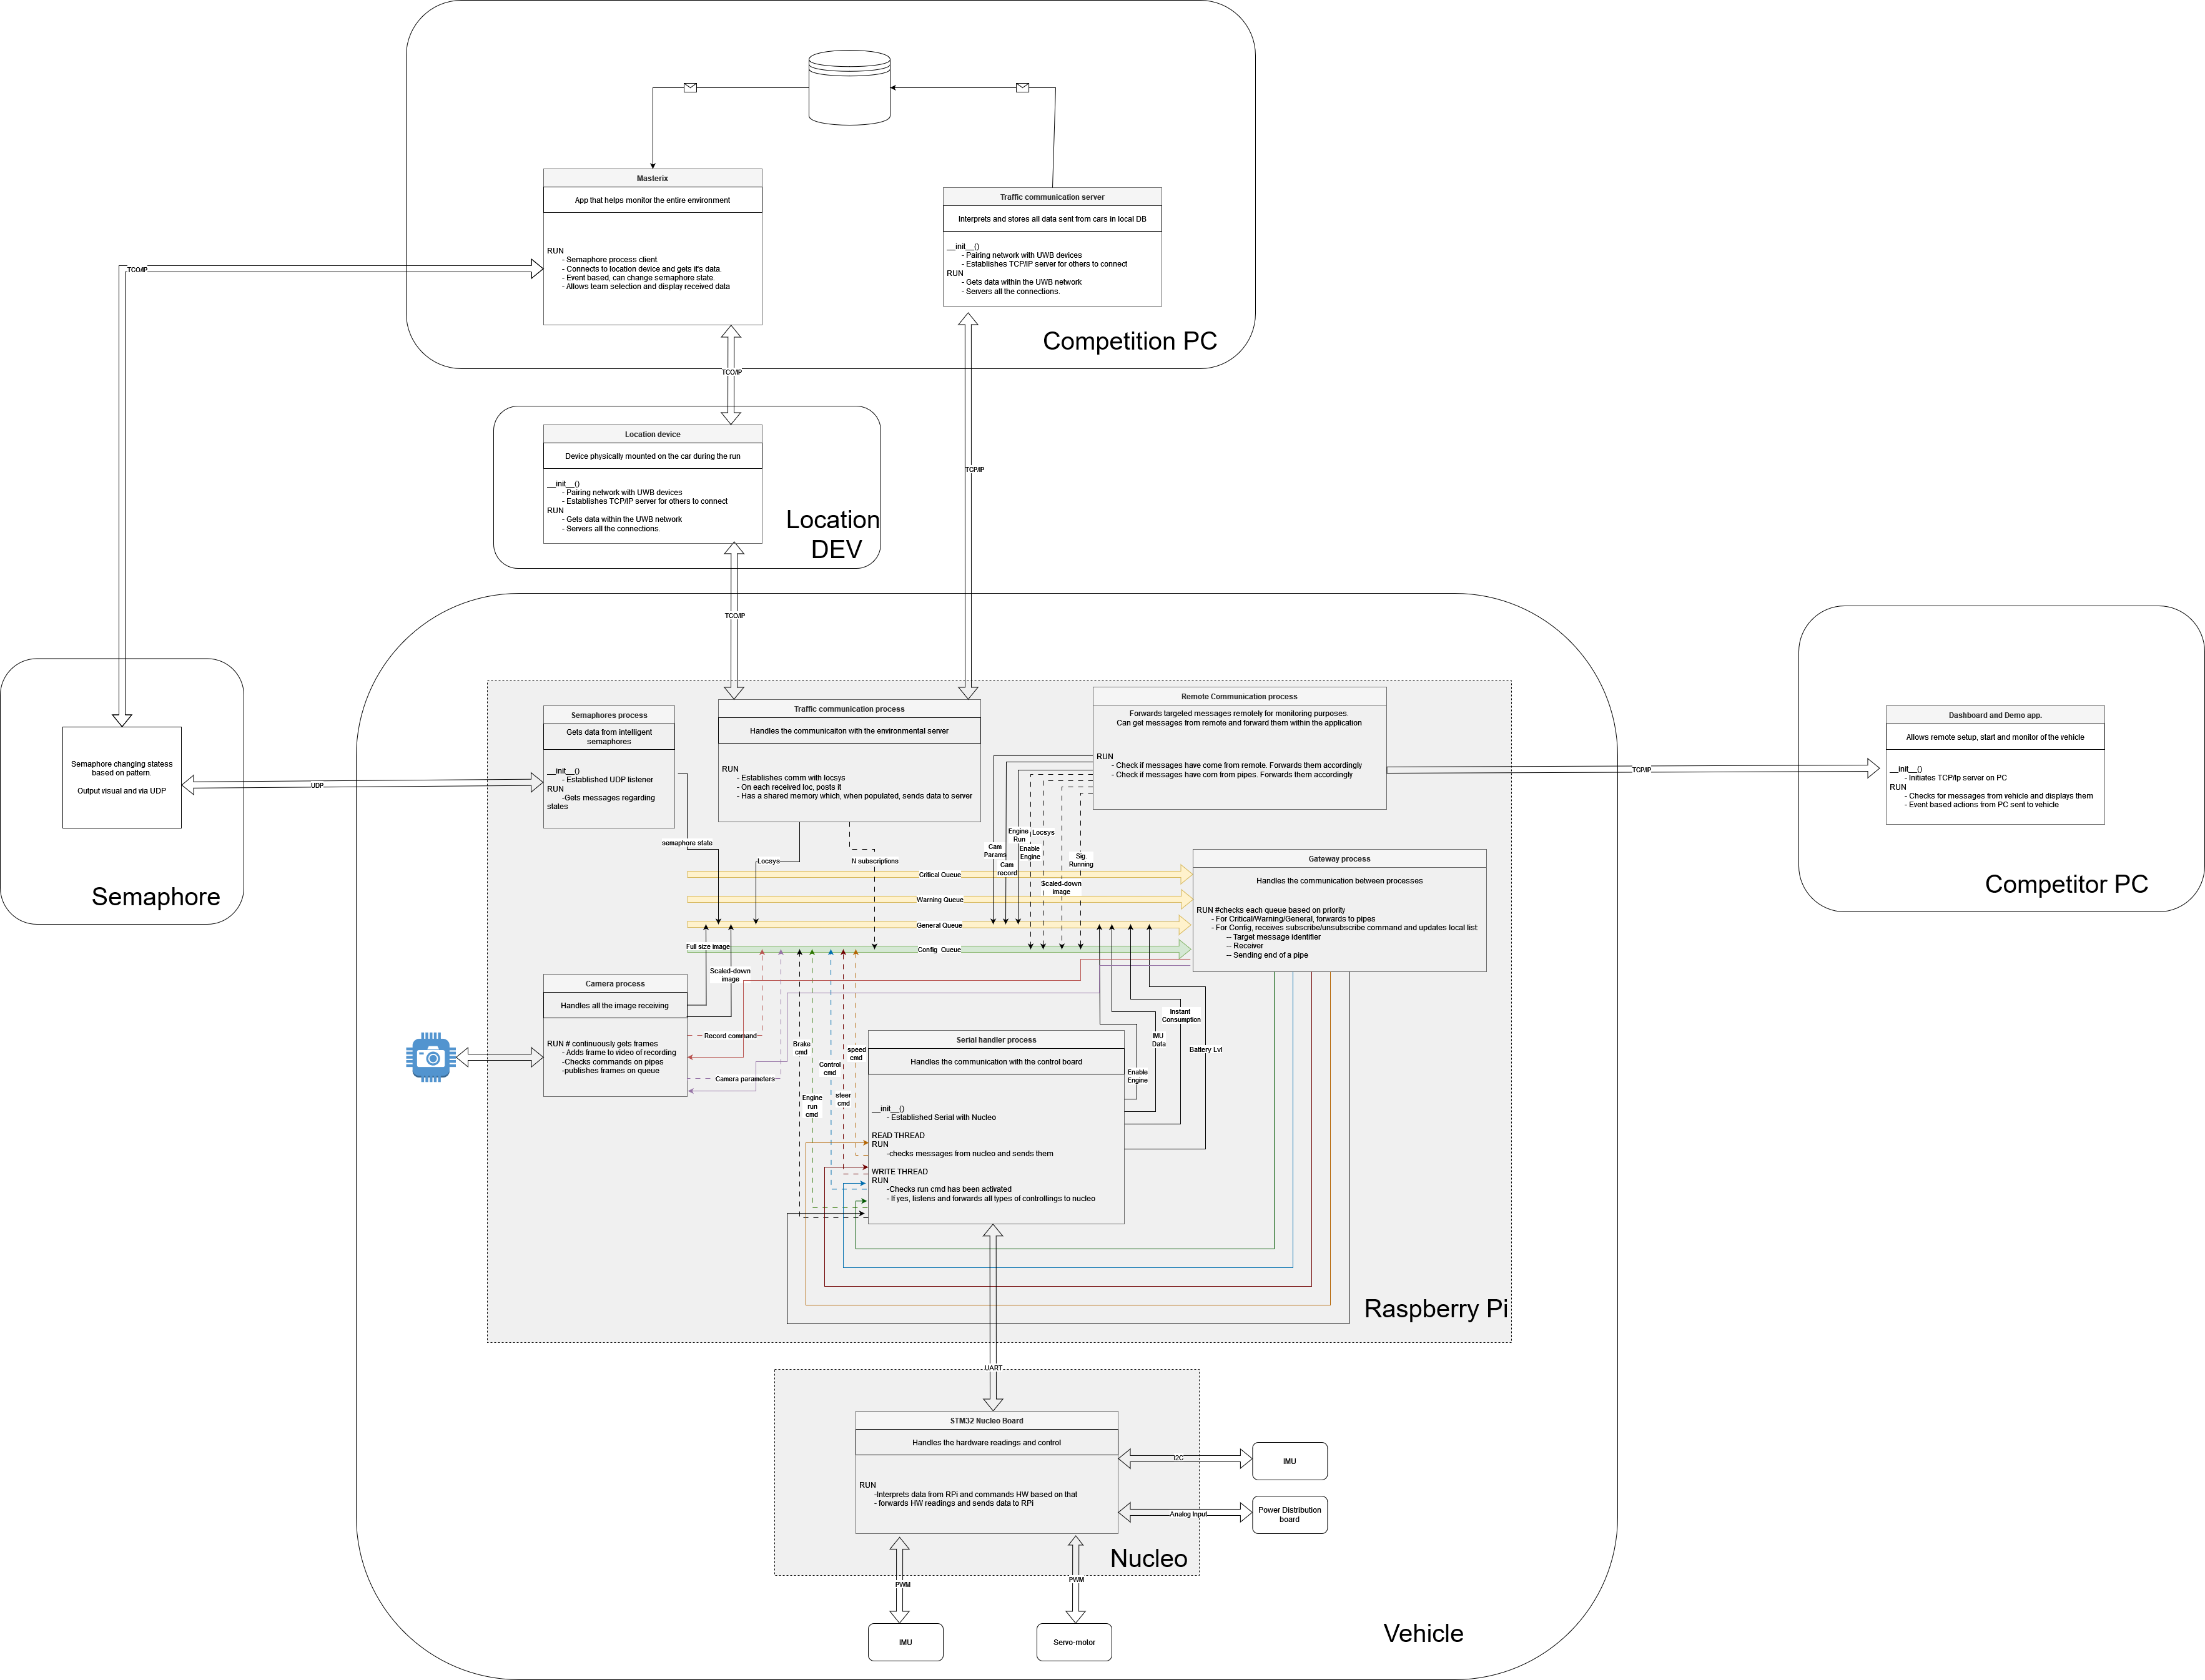 Masterix
App that helps monitor the entire environment
RUN
- Semaphore process client.
- Connects to location device and gets it's data.
- Event based, can change semaphore state.
- Allows team selection and display received data
Traffic communication server
Interprets and stores all data sent from cars in local DB
__init__()
- Pairing network with UWB devices
- Establishes TCP/IP server for others to connect
RUN
- Gets data within the UWB network
- Servers all the connections.
Competition PC
TCO/IP
TCO/IP
Location device
Device physically mounted on the car during the run
__init__()
- Pairing network with UWB devices
- Establishes TCP/IP server for others to connect
RUN
- Gets data within the UWB network
- Servers all the connections.
Location
DEV
TCP/IP
TCO/IP
Semaphore changing statess
based on pattern.
Output visual and via UDP
Semaphore
UDP
Semaphores process
Gets data from intelligent
semaphores
__init__()
- Established UDP listener
RUN
-Gets messages regarding
states
Traffic communication process
Handles the communicaiton with the environmental server
RUN
- Establishes comm with locsys
- On each received loc, posts it
- Has a shared memory which, when populated, sends data to server
Remote Communication process
Forwards targeted messages remotely for monitoring purposes.
Can get messages from remote and forward them within the application
RUN
- Check if messages have come from remote. Forwards them accordingly
- Check if messages have com from pipes. Forwards them accordingly
TCP/IP
Dashboard and Demo app.
Allows remote setup, start and monitor of the vehicle
__init__()
- Initiates TCP/Ip server on PC
RUN
- Checks for messages from vehicle and displays them
- Event based actions from PC sent to vehicle
Competitor PC
semaphore state
Locsys
N subscriptions
Cam
Params
Cam
record
Engine
Run
Enable
Engine
Locsys
Scaled-down
image
Sig.
Running
Critical Queue
Warning Queue
General Queue
Config Queue
Gateway process
Handles the communication between processes
RUN #checks each queue based on priority
- For Critical/Warning/General, forwards to pipes
- For Config, receives subscribe/unsubscribe command and updates local list:
-- Target message identifier
-- Receiver
-- Sending end of a pipe
Full size image
Scaled-down
image
Camera process
Handles all the image receiving
RUN # continuously gets frames
- Adds frame to video of recording
-Checks commands on pipes
-publishes frames on queue
Record command
Camera parameters
Brake
cmd
Engine
run
cmd
Control
cmd
steer
cmd
speed
cmd
Serial handler process
Handles the communication with the control board
__init__()
- Established Serial with Nucleo
READ THREAD
RUN
-checks messages from nucleo and sends them
WRITE THREAD
RUN
-Checks run cmd has been activated
- If yes, listens and forwards all types of controllings to nucleo
Enable
Engine
IMU
Data
Instant
Consumption
Battery Lvl
Raspberry Pi
UART
STM32 Nucleo Board
Handles the hardware readings and control
RUN
-Interprets data from RPi and commands HW based on that
- forwards HW readings and sends data to RPi
Nucleo
I2C
IMU
Analog Input
Power Distribution
board
PWM
IMU
PWM
Servo-motor
Vehicle